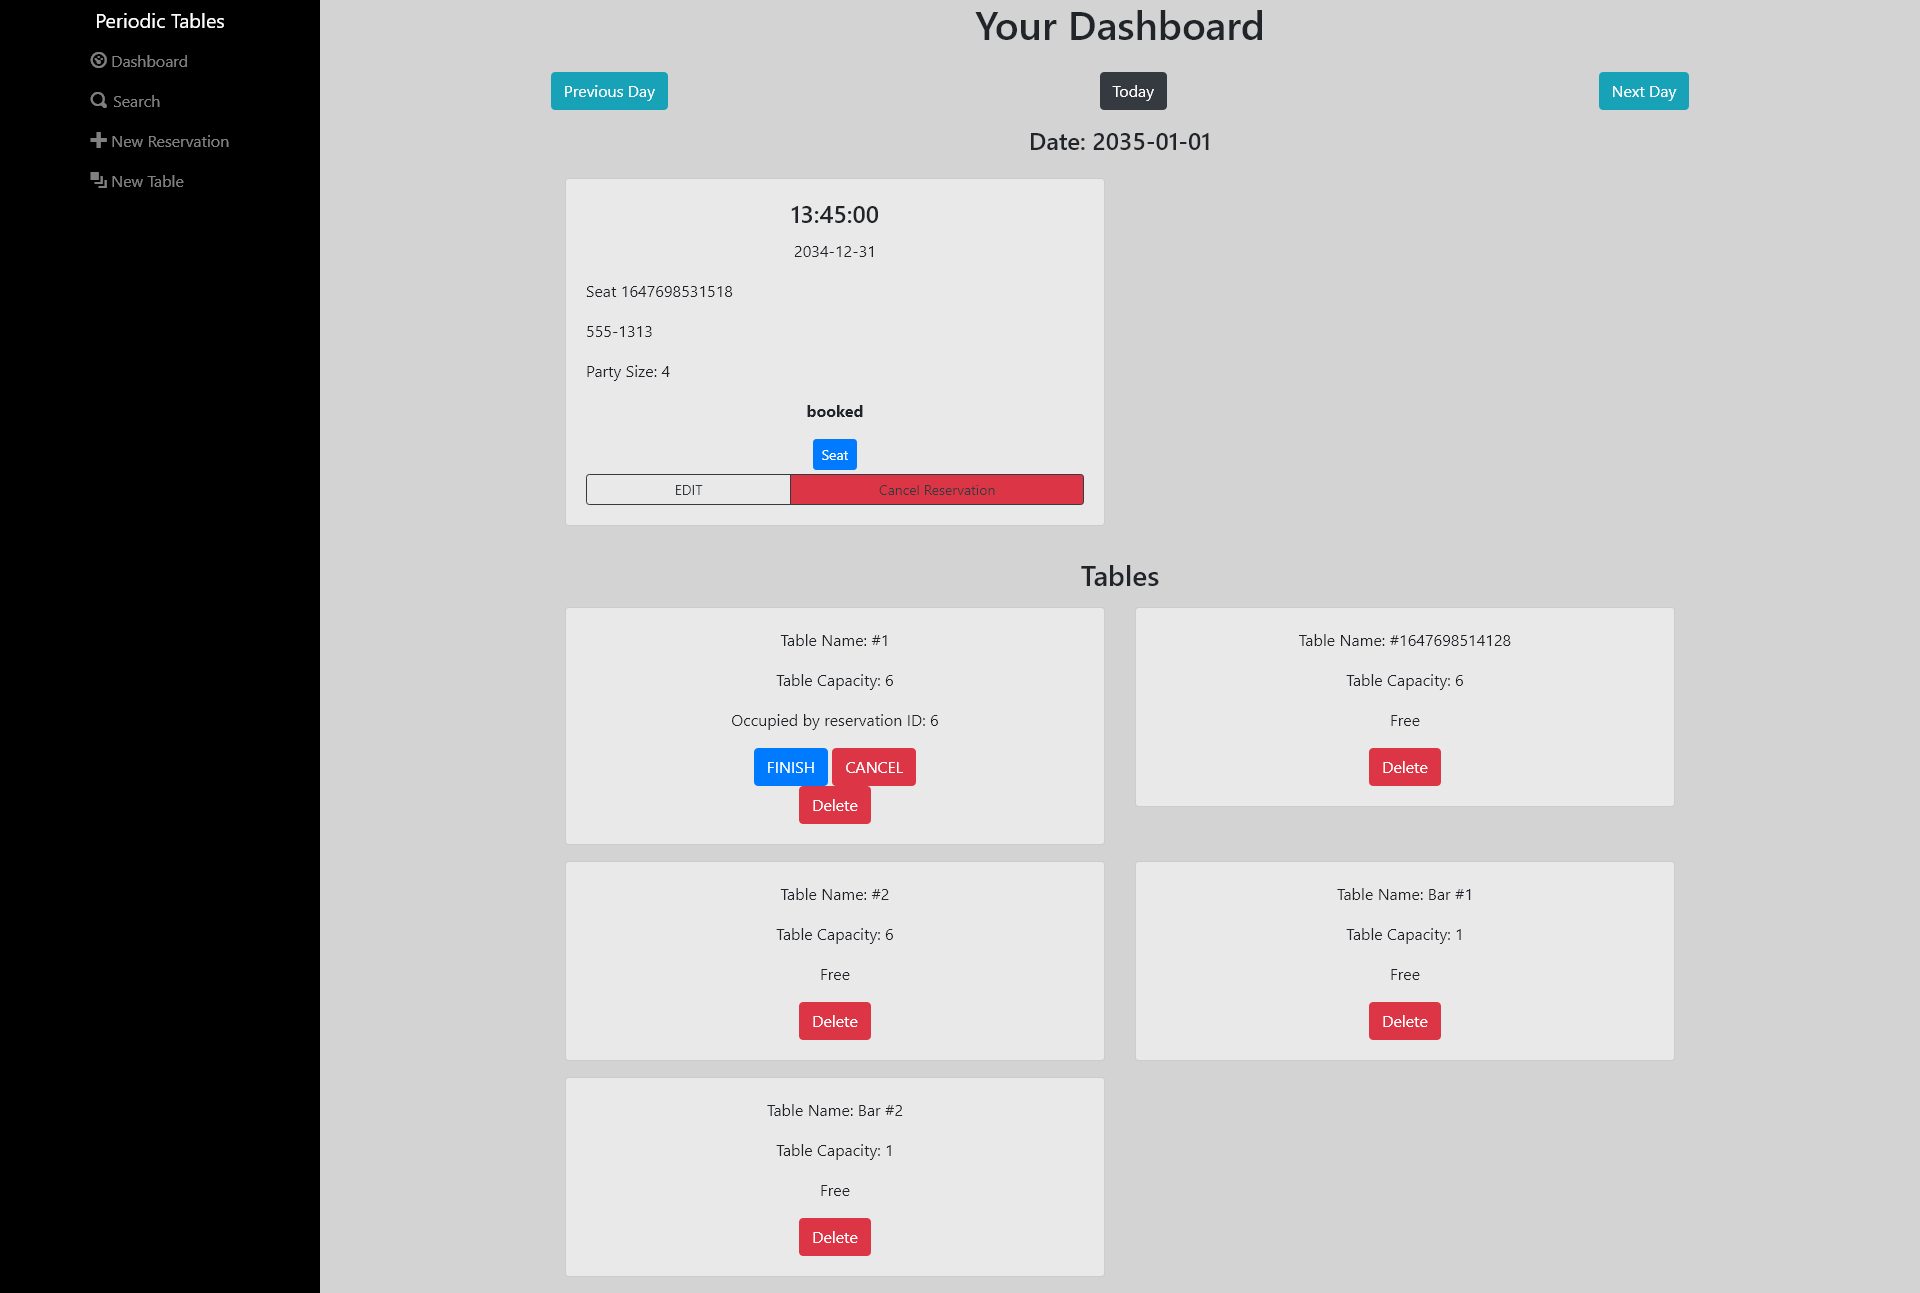 Periodic Tables
Dashboard
Search
New Reservation
New Table
Your Dashboard
Previous Day
Today
Next Day
Date: 2035-01-01
13:45:00
2034-12-31
Seat 1647698531518
555-1313
Party Size: 4
booked
Seat
EDIT
Cancel Reservation
Tables
Table Name: #1
Table Capacity: 6
Occupied by reservation ID: 6
FINISH CANCEL
Delete
Table Name: #1647698514128
Table Capacity: 6
Free
Delete
Table Name: #2
Table Capacity: 6
Free
Delete
Table Name: Bar #1
Table Capacity: 1
Free
Delete
Table Name: Bar #2
Table Capacity: 1
Free
Delete